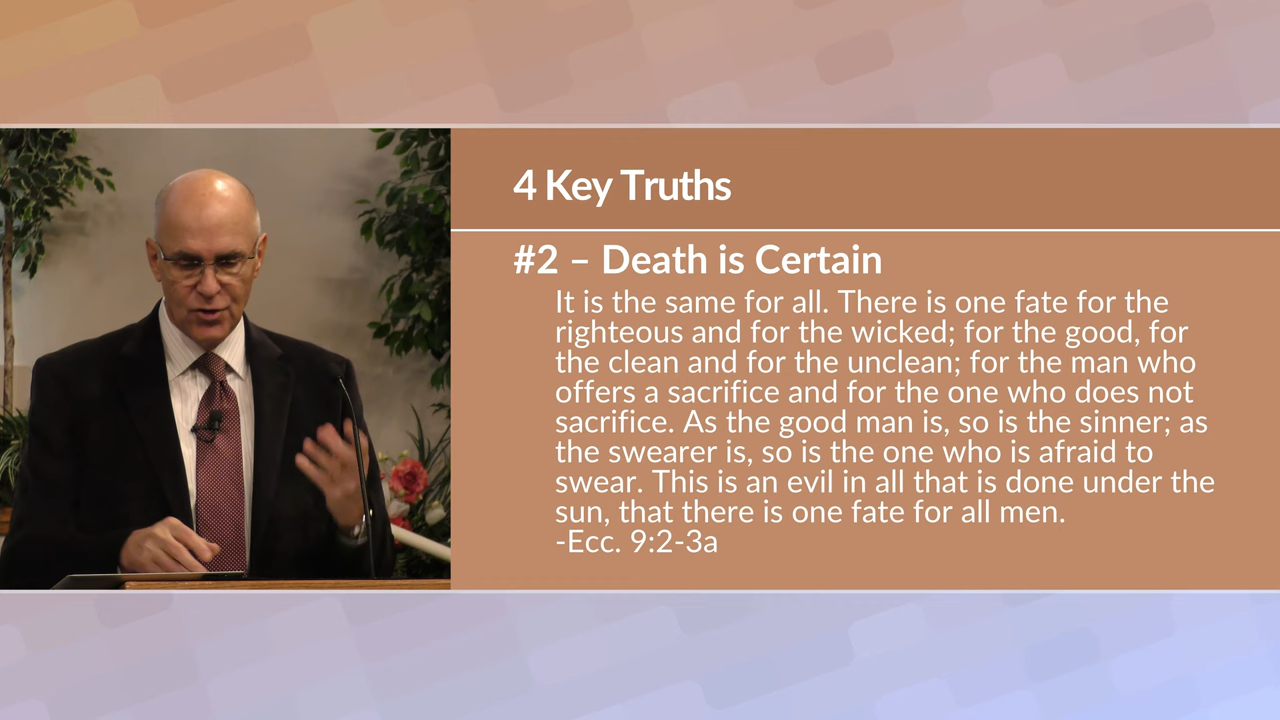 4 Key Truths
#2 – Death is Certain
It is the same for all. There is one fate for the
righteous and for the wicked; for the good, for
the clean and for the unclean; for the man who
offers a sacrifice and for the one who does not
sacrifice. As the good man is, so is the sinner; as
the swearer is, so is the one who is afraid to
swear. This is an evil in all that is done under the
sun, that there is one fate for all men.
-Ecc. 9:2-3a